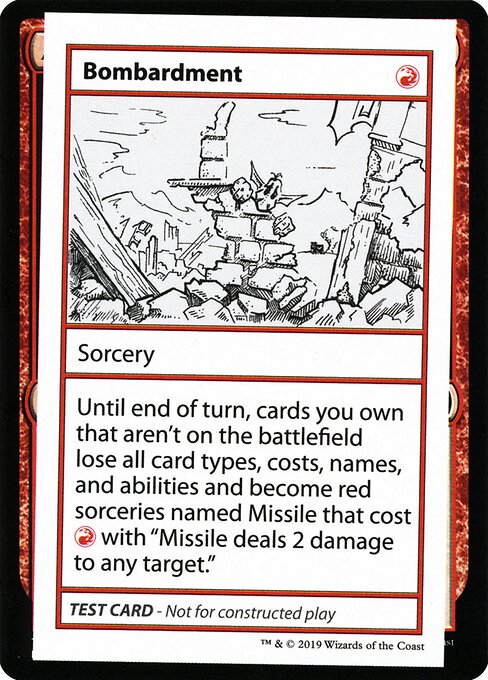 Bombardment
Sorcery
Until end of turn, cards you own
that aren't on the battlefield
lose all card types, costs, names,
and abilities and become red
sorceries named Missile that cost
with “Missile deals 2 damage
to any target.”
TEST CARD - Not for constructed play
™ & © 2019 Wizards of the Coast